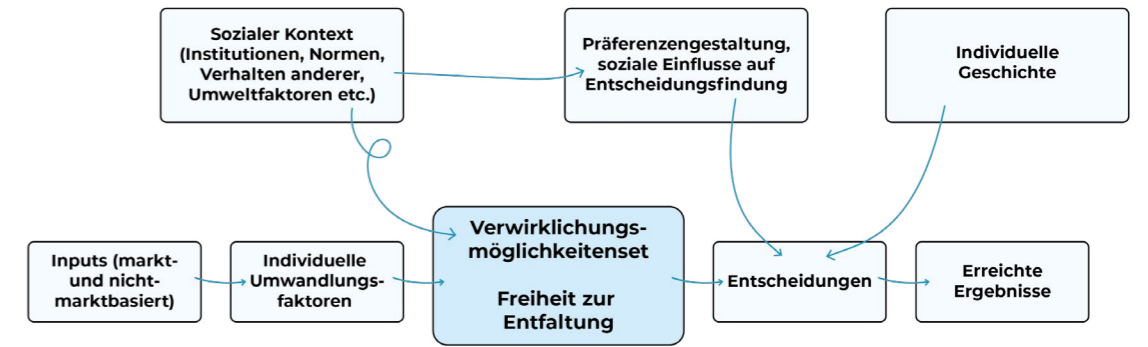 Sozialer Kontext
(Institutionen, Normen,
Verhalten anderer,
Umweltfaktoren etc.)
Präferenzengestaltung,
soziale Einflusse auf
Entscheidungsfindung
Individuelle
Geschichte
Inputs (markt-
und nicht-
marktbasiert)
Individuelle
Umwandlungs-
faktoren
Verwirklichungs-
möglichkeitenset
Freiheit zur
Entfaltung
Entscheidungen
Erreichte
Ergebnisse